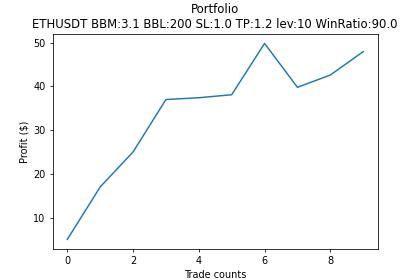 Portfolio
ETHUSDT BBM:3.1 BBL:200 SL:1.0 TP:1.2 lev:10 WinRatio:90.0
50
40
30
20
10
Profit ($)
0 2 4 6 8
Trade counts